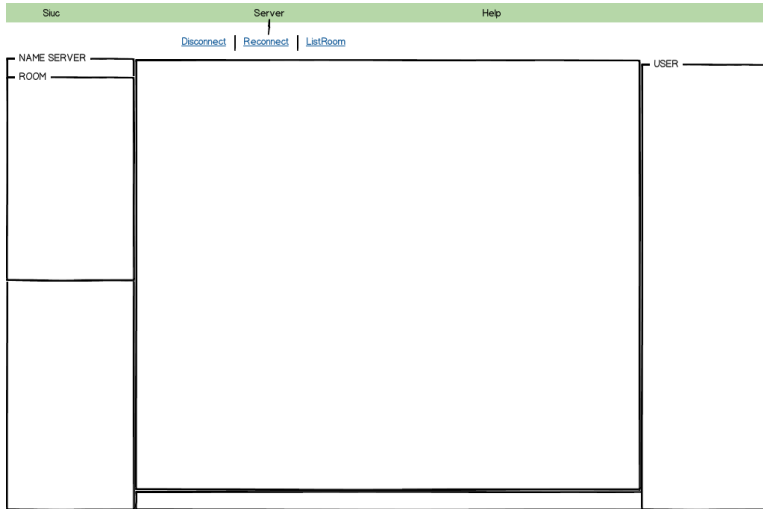 Siuc Server Help
Disconnect Reconnect ListRoom
NAME SERVER
USER
ROOM